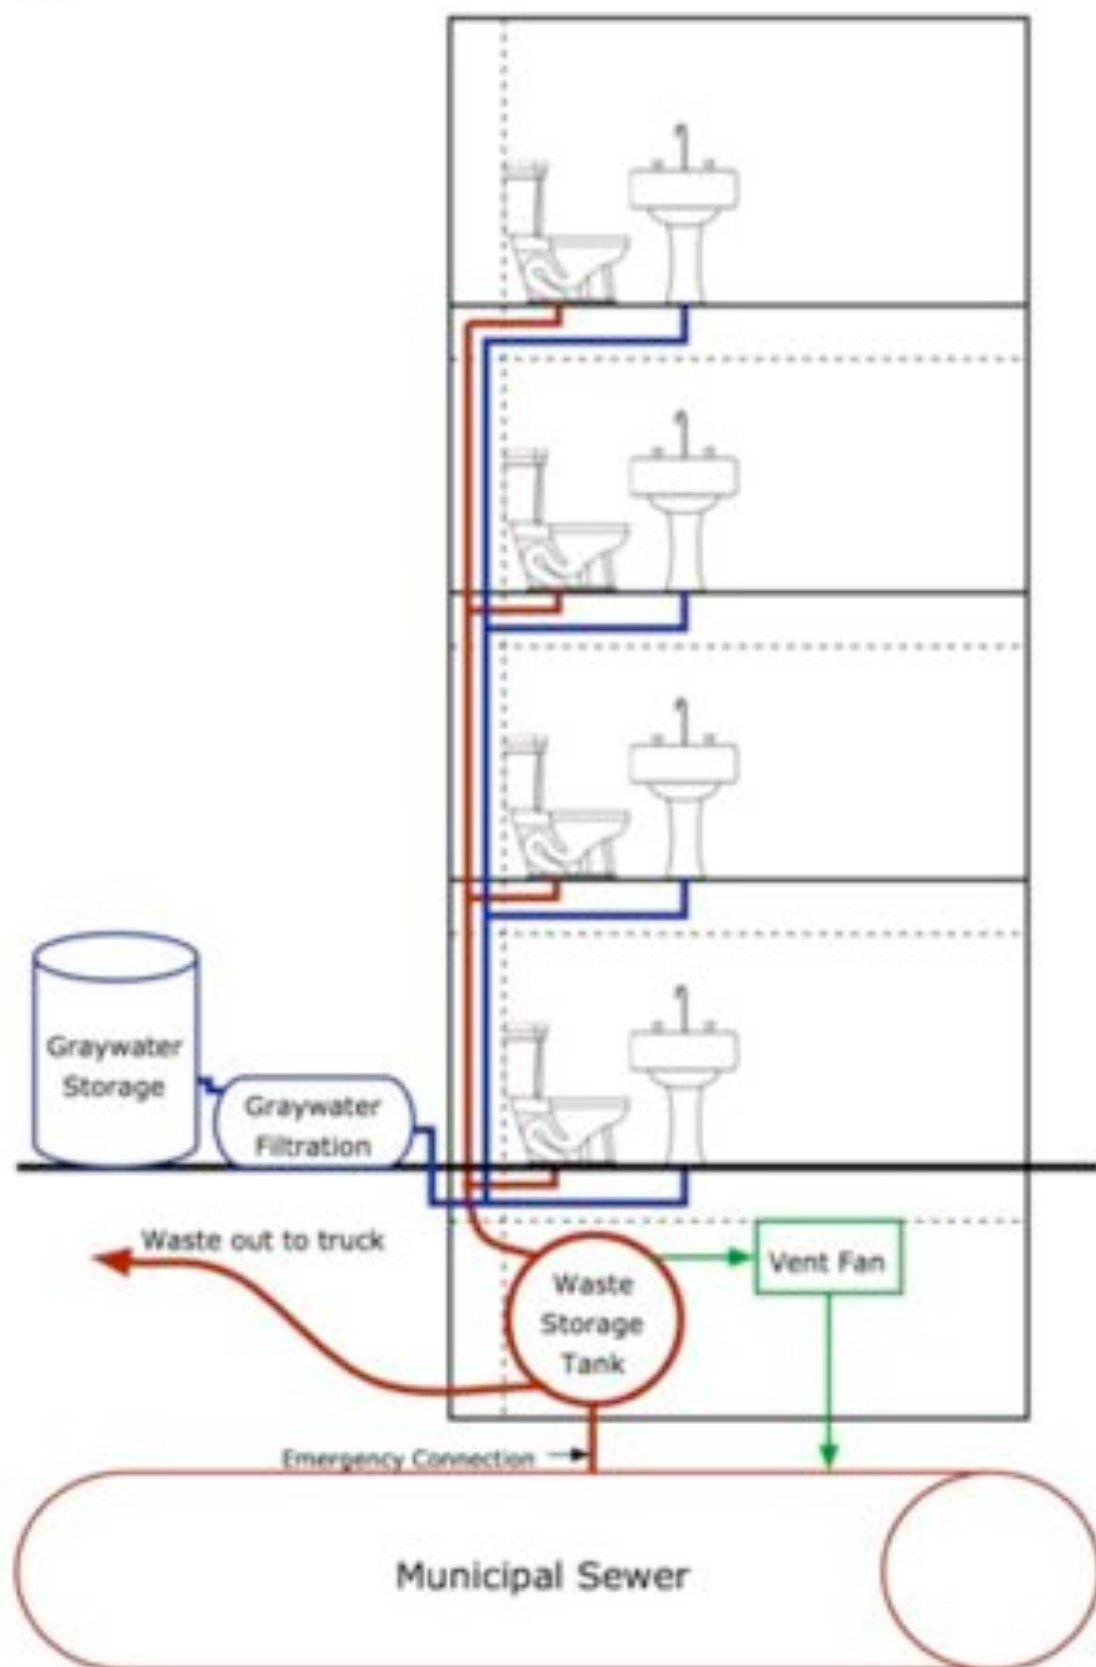 Graywater
Storage
Graywater
Filtration
Waste out to truck
Waste
Storage
Tank
Vent Fan
Emergency Connection
Municipal Sewer